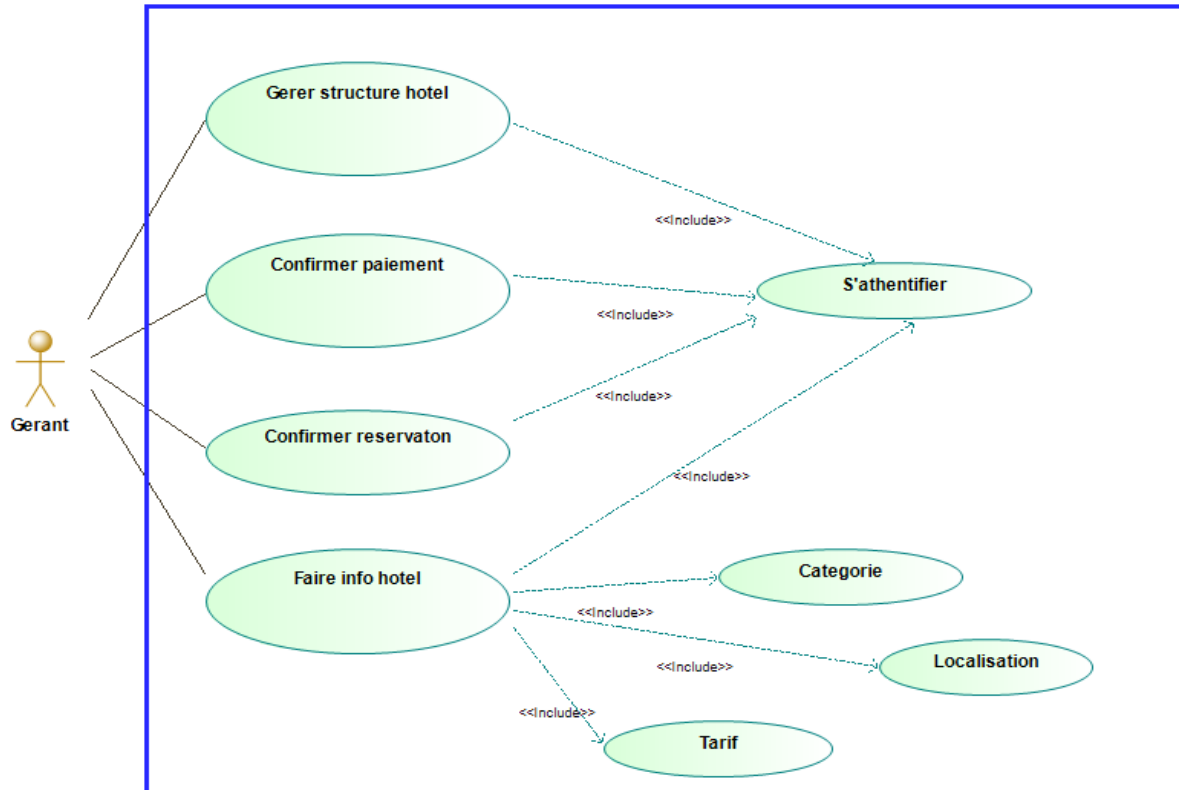 Gerer structure hotel
<<Include>>
Confirmer paiement
S'athentifier
<<Include>>
Gerant
<<Include>>
Confirmer reservaton
<<Include>>
Faire info hotel
Categorie
<<Include>>
Localisation
<<Include>>
<<Include>>
Tarif